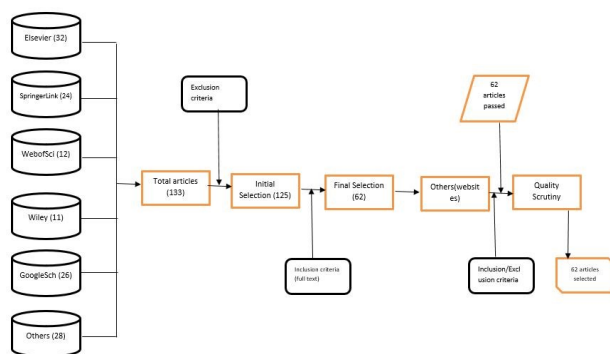 Elsevier (32)
SpringerLink (24)
WebofSci (12)
Wiley (11)
GoogleSch (26)
Others (28)
Total articles
(133)
Exclusion
criteria
Initial
Selection (125)
Inclusion criteria
(full text)
Final Selection
(62)
Others(websit
es)
Inclusion/Excl
usion criteria
62
articles
passed
Quality
Scrutiny
62 articles
selected